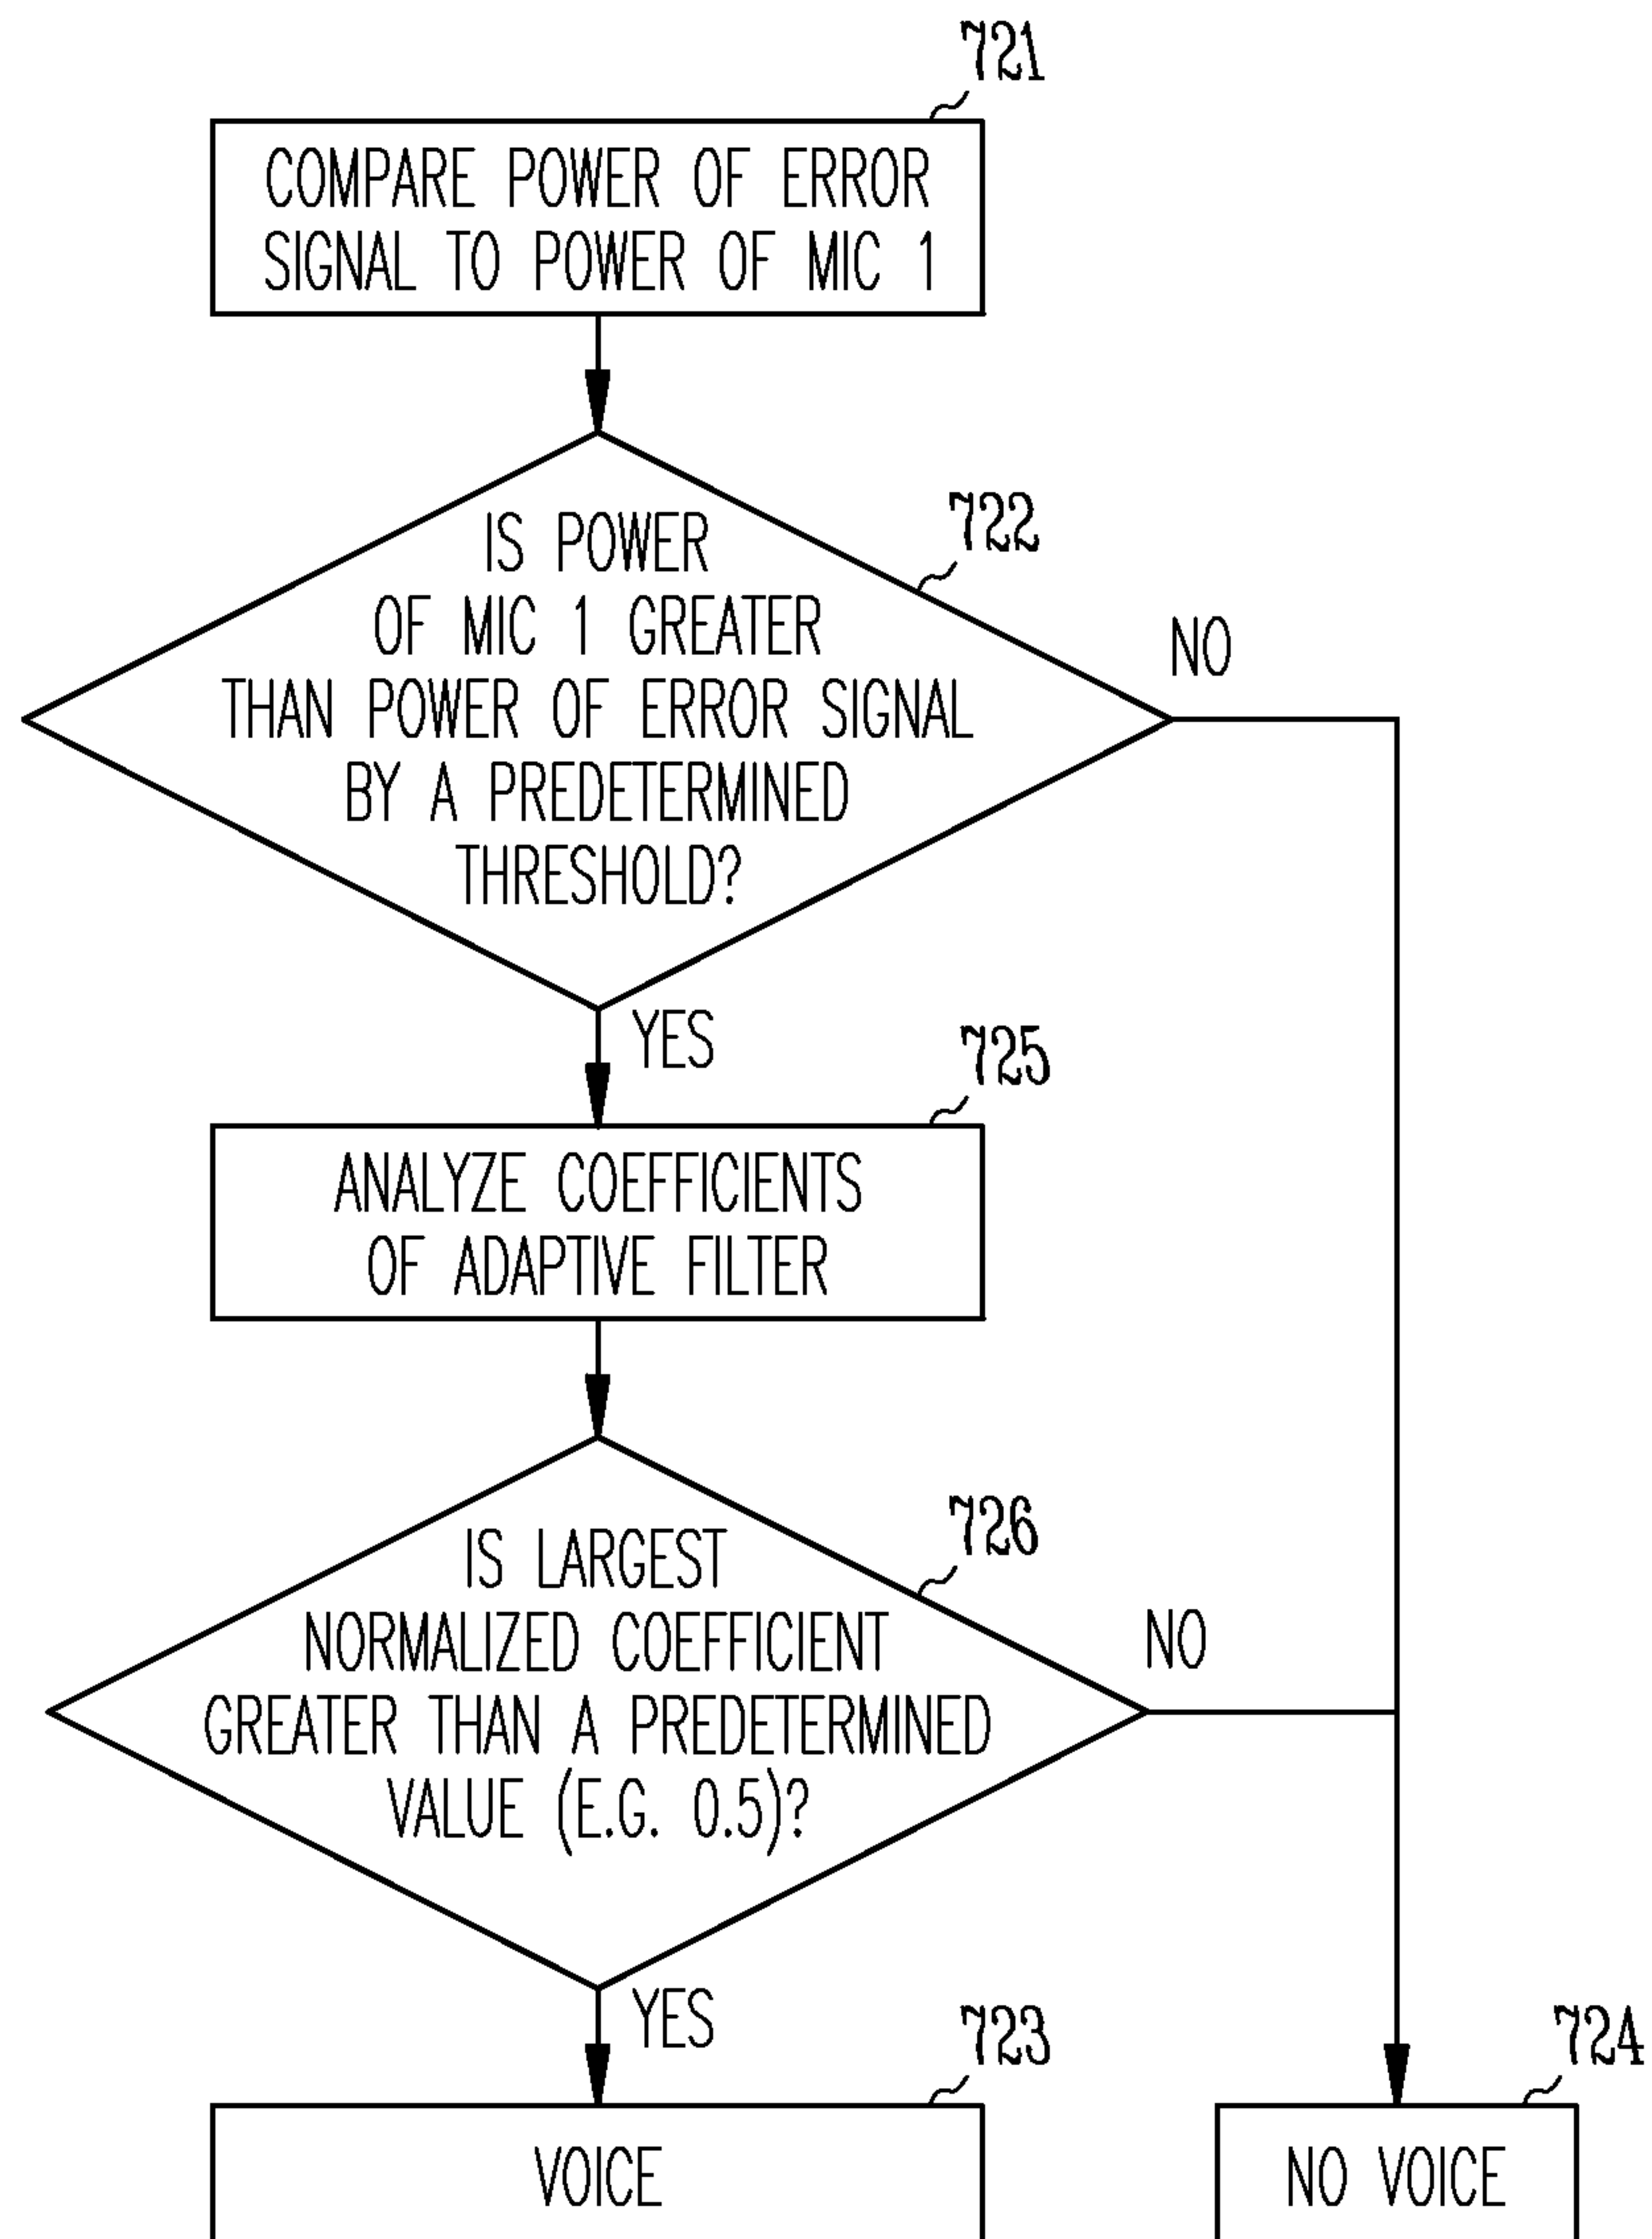 721
COMPARE POWER OF ERROR
SIGNAL TO POWER OF MIC 1
722
IS POWER
OF MIC 1 GREATER
THAN POWER OF ERROR SIGNAL
BY A PREDETERMINED
THRESHOLD?
NO
YES
725
ANALYZE COEFFICIENTS
OF ADAPTIVE FILTER
726
IS LARGEST
NORMALIZED COEFFICIENT
GREATER THAN A PREDETERMINED
VALUE (E.G. 0.5)?
NO
YES
723
VOICE
724
NO VOICE